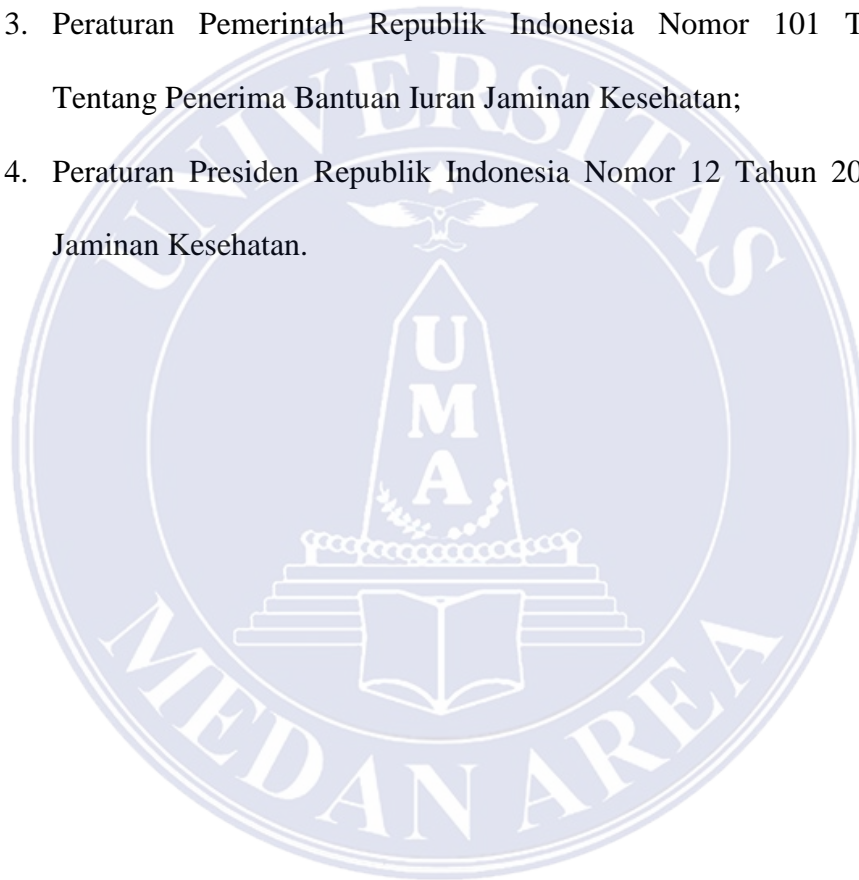 3. Peraturan Pemerintah Republik Indonesia Nomor 101 T
Tentang Penerima Bantuan Iuran Jaminan Kesehatan;
4. Peraturan Presiden Republik Indonesia Nomor 12 Tahun 20
Jaminan Kesehatan.
UNIVERSITAS
U
M
A
MEDAN AREA